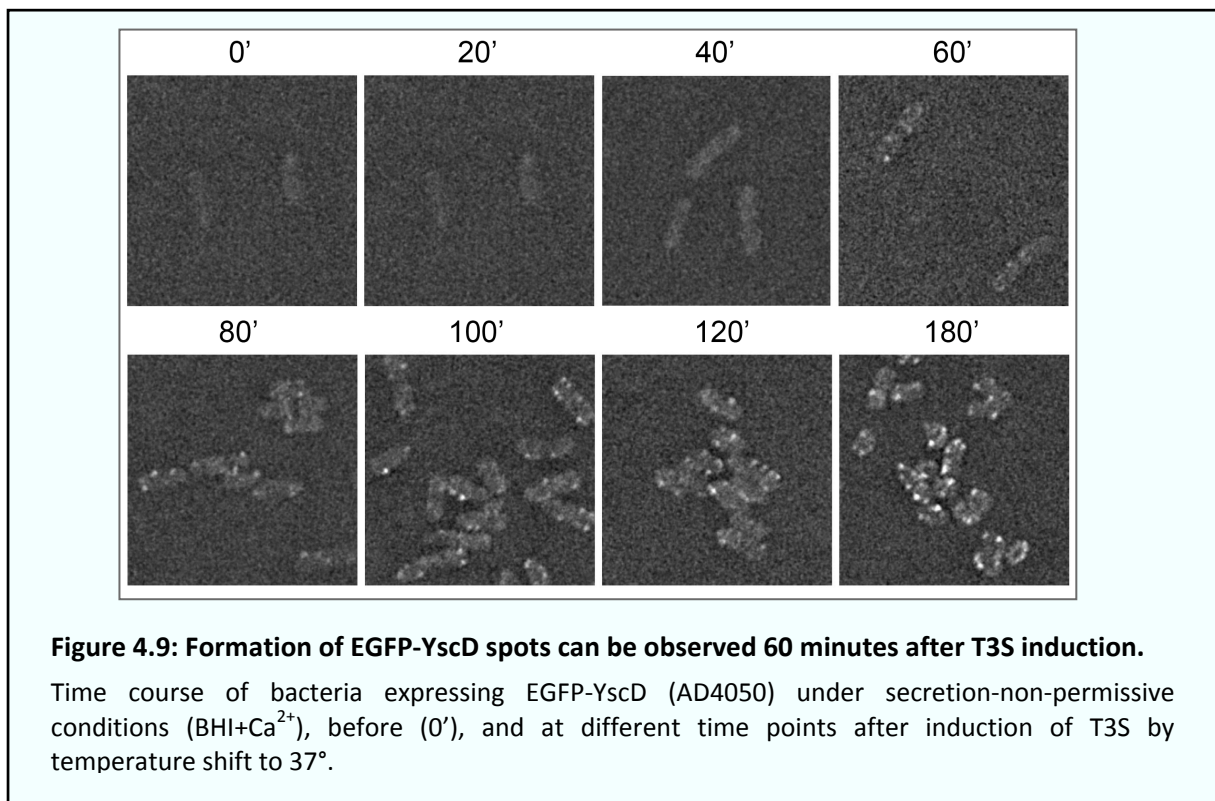 0’ 20’ 40’ 60’
80’ 100’ 120’ 180’
Figure 4.9: Formation of EGFP-YscD spots can be observed 60 minutes after T3S induction.
Time course of bacteria expressing EGFP-YscD (AD4050) under secretion-non-permissive
conditions (BHI+Ca²⁺), before (0’), and at different time points after induction of T3S by
temperature shift to 37°.